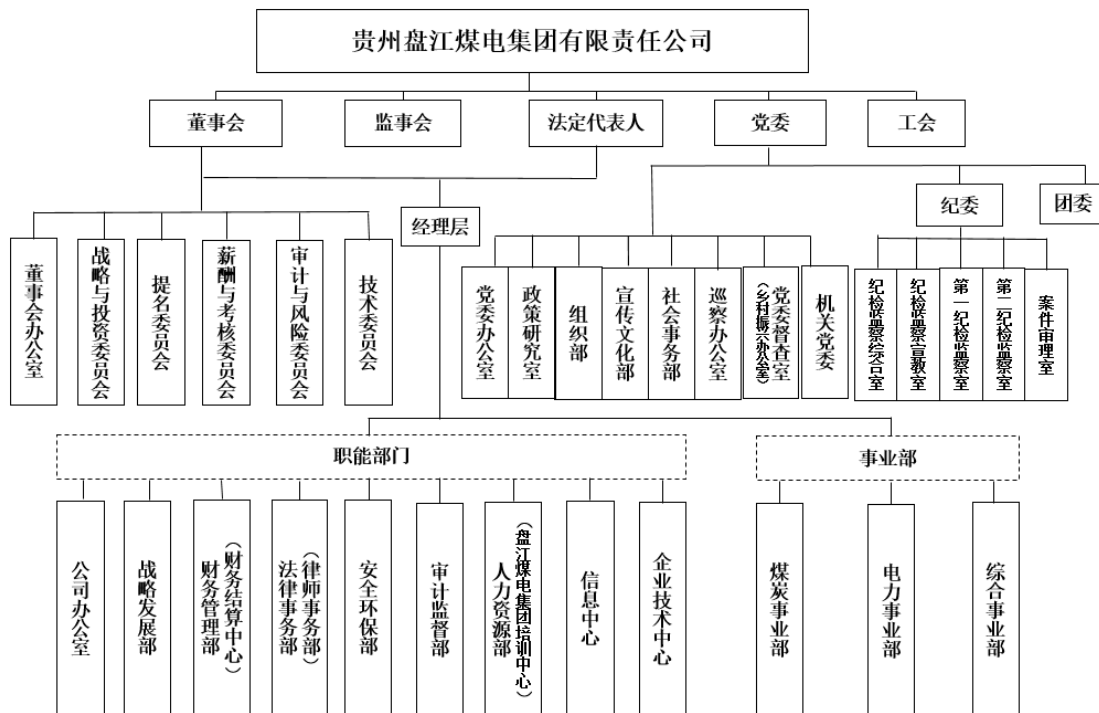 贵州盘江煤电集团有限责任公司
董事会
监事会
法定代表人
党委
工会
经理层
纪委
团委
董事会办公室
战略与投资委员会
提名委员会
薪酬与考核委员会
审计与风险委员会
技术委员会
党委办公室
政策研究室
组织部
宣传文化部
社会事务部
巡察办公室
党委督查室
（乡村振兴办公室）
机关党委
纪检监察综合室
纪检监察宣教室
第一纪检监察室
第二纪检监察室
案件审理室
职能部门
事业部
公司办公室
战略发展部
财务管理部
（财务结算中心）
法律事务部
（律师事务部）
安全环保部
审计监督部
人力资源部
（盘江煤电集团培训中心）
信息中心
企业技术中心
煤炭事业部
电力事业部
综合事业部